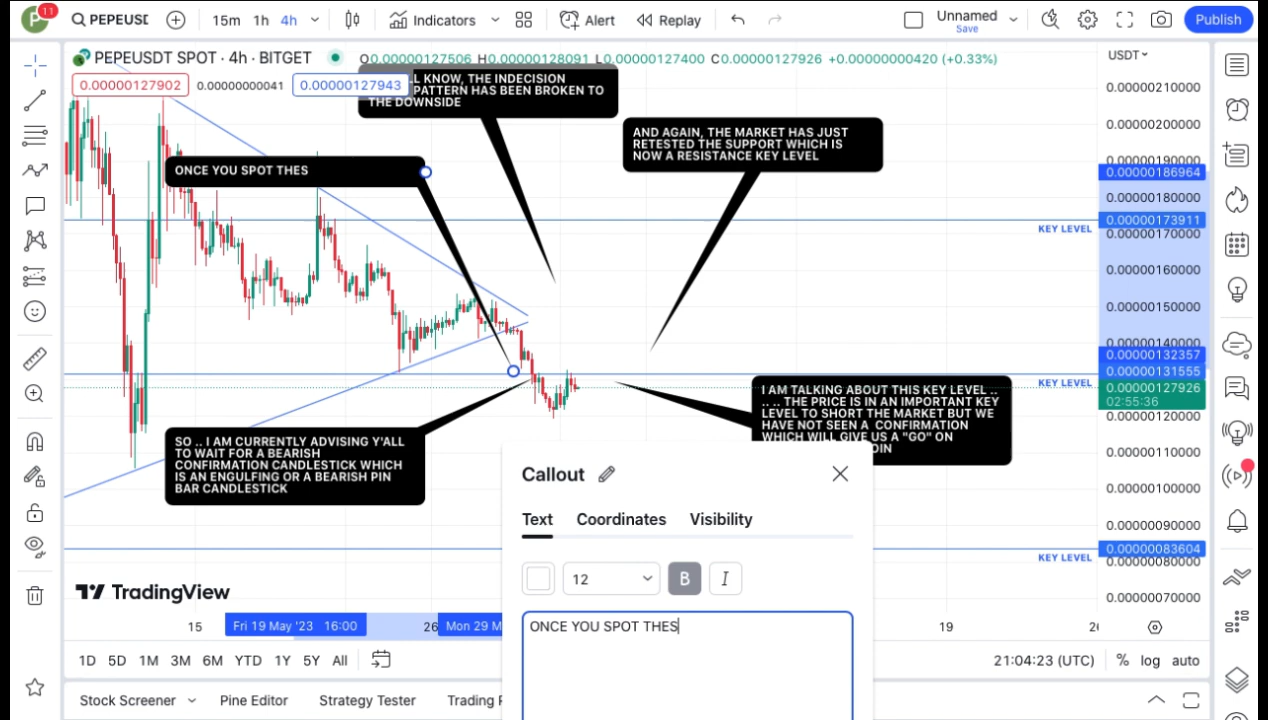 11
PEPEUSD
15m 1h 4h
Indicators
Alert
Replay
Unnamed
Save
Publish
PEPEUSDT SPOT · 4h · BITGET
O0.00000127506 H0.00000128091 L0.00000127400 C0.00000127926 +0.00000000420 (+0.33%)
USDT
0.00000127902
0.00000000041
0.00000127943
LL KNOW, THE INDECISION
PATTERN HAS BEEN BROKEN TO
THE DOWNSIDE
AND AGAIN, THE MARKET HAS JUST
RETESTED THE SUPPORT WHICH IS
NOW A RESISTANCE KEY LEVEL
ONCE YOU SPOT THES
0.00000210000
0.00000200000
0.00000190000
0.00000186964
0.00000180000
0.00000173911
KEY LEVEL
0.00000170000
0.00000160000
0.00000150000
0.00000140000
0.00000132357
0.00000131555
KEY LEVEL
0.00000127926
02:55:36
0.00000120000
0.00000110000
0.00000100000
0.00000090000
0.00000083604
KEY LEVEL
0.00000080000
0.00000070000
I AM TALKING ABOUT THIS KEY LEVEL ..
.. .. THE PRICE IS IN AN IMPORTANT KEY
LEVEL TO SHORT THE MARKET BUT WE
HAVE NOT SEEN A CONFIRMATION
WHICH WILL GIVE US A "GO" ON
OIN
SO .. I AM CURRENTLY ADVISING Y'ALL
TO WAIT FOR A BEARISH
CONFIRMATION CANDLESTICK WHICH
IS AN ENGULFING OR A BEARISH PIN
BAR CANDLESTICK
Callout
Text Coordinates Visibility
12
B I
ONCE YOU SPOT THES
TradingView
15
Fri 19 May '23 16:00
26
Mon 29 M
19
2
1D 5D 1M 3M 6M YTD 1Y 5Y All
21:04:23 (UTC)
% log auto
Stock Screener
Pine Editor
Strategy Tester
Trading P